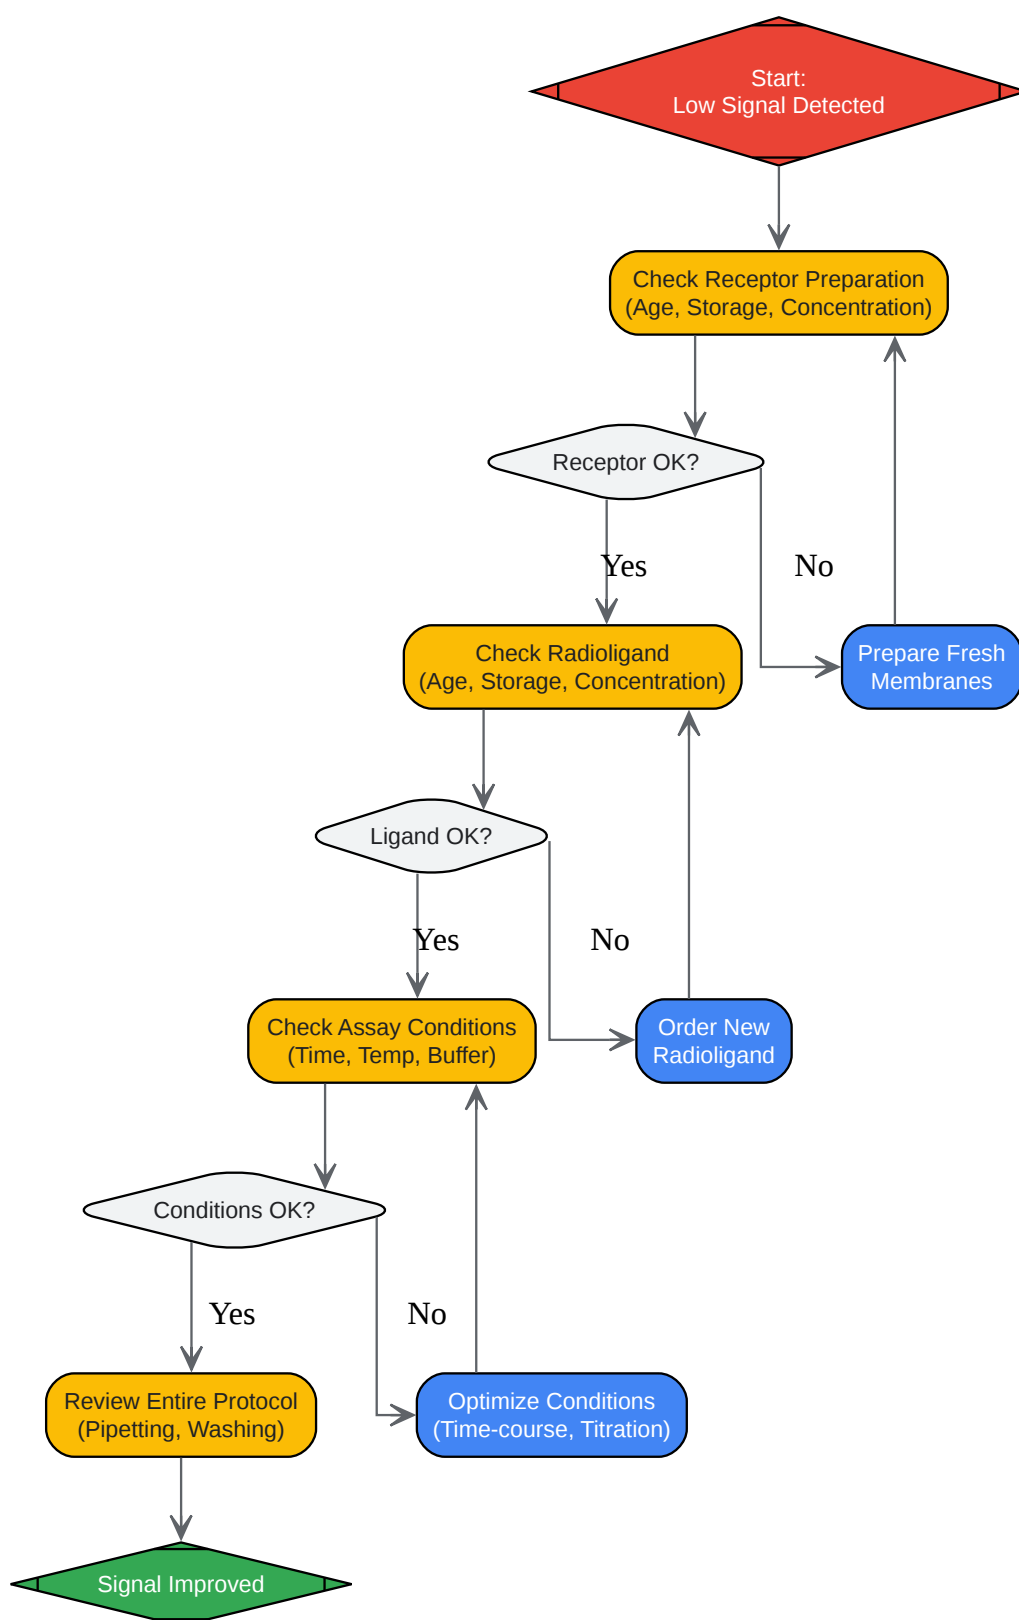 Start:
Low Signal Detected
Check Receptor Preparation
(Age, Storage, Concentration)
Receptor OK?
Yes
No
Check Radioligand
(Age, Storage, Concentration)
Prepare Fresh
Membranes
Ligand OK?
Yes
No
Check Assay Conditions
(Time, Temp, Buffer)
Order New
Radioligand
Conditions OK?
Yes
No
Review Entire Protocol
(Pipetting, Washing)
Optimize Conditions
(Time-course, Titration)
Signal Improved